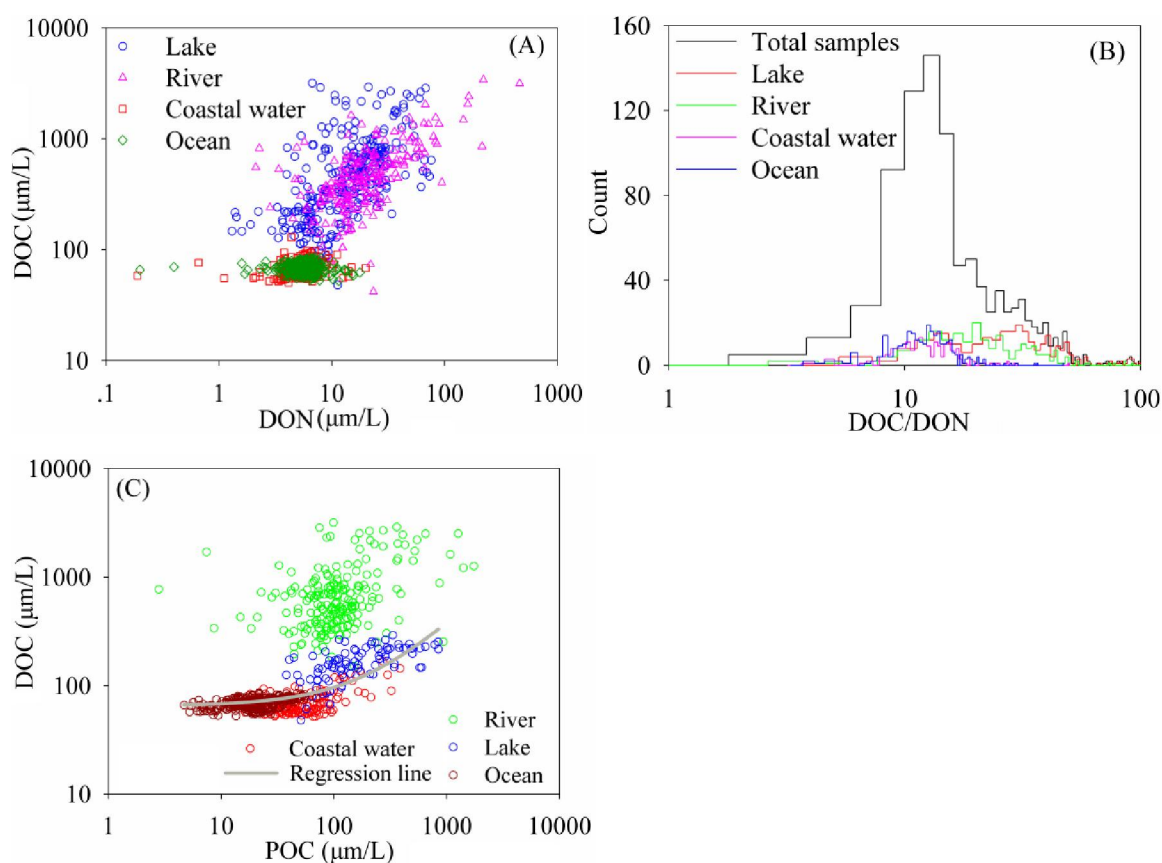 (A)
10000
1000
100
10
DOC (μm/L)
Lake
River
Coastal water
Ocean
.1 1 10 100 1000
DON (μm/L)
(B)
160
120
80
40
0
Count
Total samples
Lake
River
Coastal water
Ocean
1 10 100
DOC/DON
(C)
10000
1000
100
10
DOC (μm/L)
River
Coastal water Lake
Regression line Ocean
1 10 100 1000 10000
POC (μm/L)